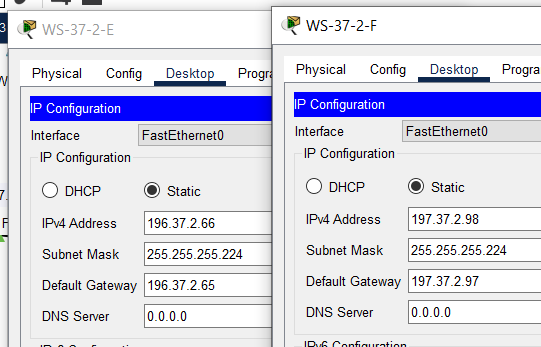 WS-37-2-E
Physical Config Desktop Progra
IP Configuration
Interface FastEthernet0
IP Configuration
DHCP Static
IPv4 Address 196.37.2.66
Subnet Mask 255.255.255.224
Default Gateway 196.37.2.65
DNS Server 0.0.0.0
WS-37-2-F
Physical Config Desktop Progra
IP Configuration
Interface FastEthernet0
IP Configuration
DHCP Static
IPv4 Address 197.37.2.98
Subnet Mask 255.255.255.224
Default Gateway 197.37.2.97
DNS Server 0.0.0.0
IPv6 Configuration